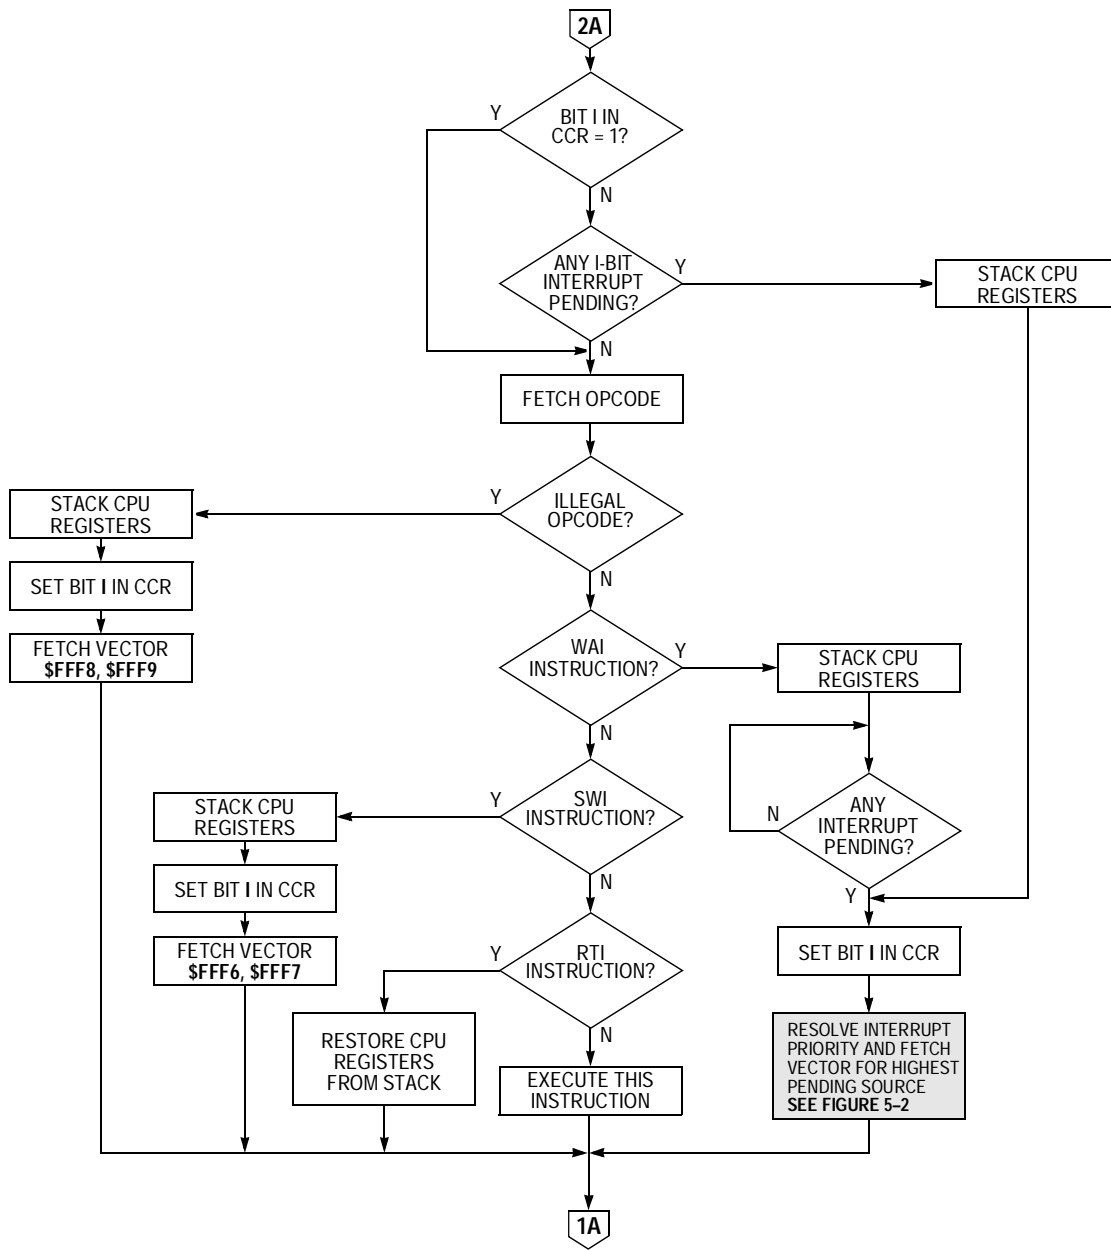 2A
Y
BIT I IN
CCR = 1?
N
ANY I-BIT
INTERRUPT
PENDING?
Y
STACK CPU
REGISTERS
N
FETCH OPCODE
STACK CPU
REGISTERS
Y
ILLEGAL
OPCODE?
N
SET BIT I IN CCR
FETCH VECTOR
$FFF8, $FFF9
WAI
INSTRUCTION?
Y
STACK CPU
REGISTERS
N
STACK CPU
REGISTERS
Y
SWI
INSTRUCTION?
N
ANY
INTERRUPT
PENDING?
N
Y
SET BIT I IN CCR
FETCH VECTOR
$FFF6, $FFF7
Y
RTI
INSTRUCTION?
SET BIT I IN CCR
N
RESTORE CPU
REGISTERS
FROM STACK
EXECUTE THIS
INSTRUCTION
RESOLVE INTERRUPT
PRIORITY AND FETCH
VECTOR FOR HIGHEST
PENDING SOURCE
SEE FIGURE 5–2
1A